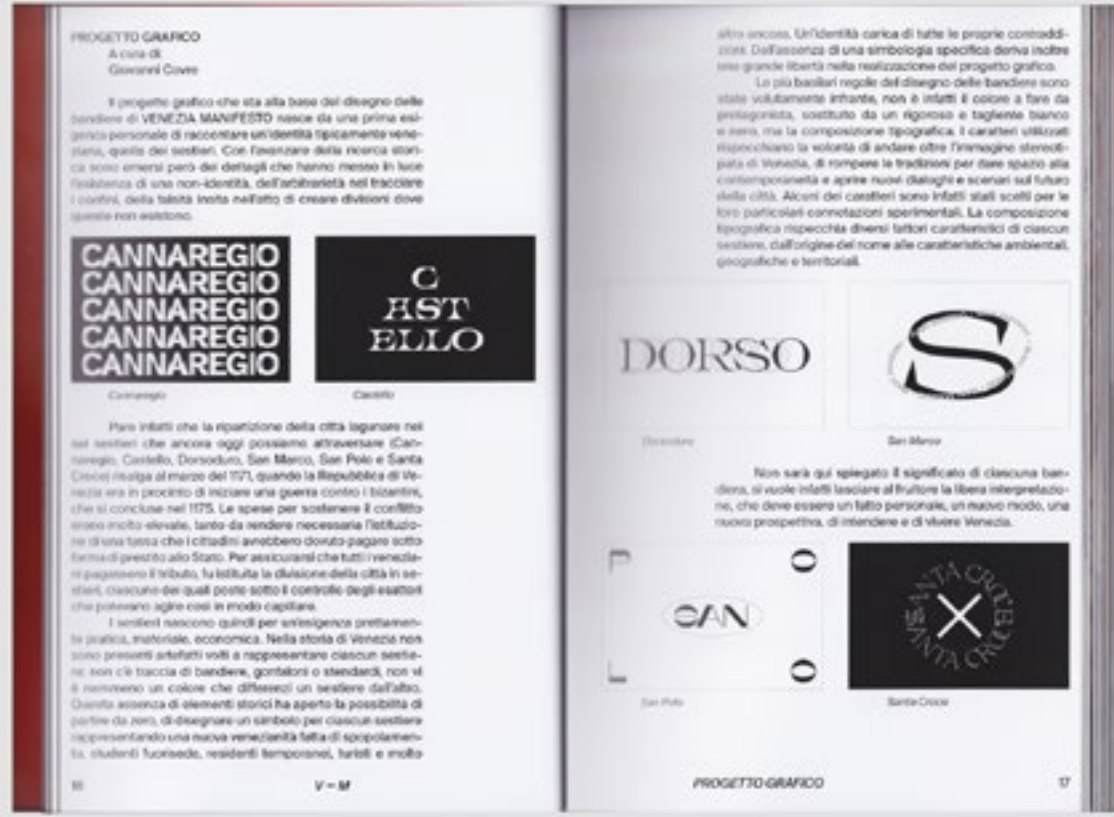 PROGETTO GRAFICO
A cura di
Giovanni Covre
Il progetto grafico che sta alla base del disegno delle
bandiere di VENEZIA MANIFESTO nasce da una prima esi-
genza personale di raccontare un'identità tipicamente vene-
ziana, quella dei sestieri. Con l'avanzare della ricerca stori-
ca sono emersi però dei dettagli che hanno messo in luce
l'esistenza di una non-identità, dell'arbitrarietà nel tracciare
i confini, della falsità insita nell'atto di creare divisioni dove
queste non esistono.
CANNAREGIO
CANNAREGIO
CANNAREGIO
CANNAREGIO
CANNAREGIO
C
AST
ELLO
Cannaregio
Castello
Pare infatti che la ripartizione della città lagunare nei
sei sestieri che ancora oggi possiamo attraversare (Can-
naregio, Castello, Dorsoduro, San Marco, San Polo e Santa
Croce) risalga al marzo del 1171, quando la Repubblica di Ve-
nezia era in procinto di iniziare una guerra contro i bizantini,
che si concluse nel 1175. Le spese per sostenere il conflitto
erano molto elevate, tanto da rendere necessaria l'istituzio-
ne di una tassa che i cittadini avrebbero dovuto pagare sotto
forma di prestito allo Stato. Per assicurarsi che tutti i venezia-
ni pagassero il tributo, fu istituita la divisione della città in se-
stieri, ciascuno dei quali posto sotto il controllo degli esattori
che potevano agire così in modo capillare.
I sestieri nascono quindi per un'esigenza prettamen-
te pratica, materiale, economica. Nella storia di Venezia non
sono presenti artefatti volti a rappresentare ciascun sestie-
re: non c'è traccia di bandiere, gonfaloni o stendardi, non vi
è nemmeno un colore che differenzi un sestiere dall'altro.
Questa assenza di elementi storici ha aperto la possibilità di
partire da zero, di disegnare un simbolo per ciascun sestiere
rappresentando una nuova venezianità fatta di spopolamen-
to, studenti fuorisede, residenti temporanei, turisti e molto
16
V – M
altro ancora. Un'identità carica di tutte le proprie contraddi-
zioni. Dall'assenza di una simbologia specifica deriva inoltre
una grande libertà nella realizzazione del progetto grafico.
Le più basilari regole del disegno delle bandiere sono
state volutamente infrante, non è infatti il colore a fare da
protagonista, sostituito da un rigoroso e tagliente bianco
e nero, ma la composizione tipografica. I caratteri utilizzati
rispecchiano la volontà di andare oltre l'immagine stereoti-
pata di Venezia, di rompere le tradizioni per dare spazio alla
contemporaneità e aprire nuovi dialoghi e scenari sul futuro
della città. Alcuni dei caratteri sono infatti stati scelti per le
loro particolari connotazioni sperimentali. La composizione
tipografica rispecchia diversi fattori caratteristici di ciascun
sestiere, dall'origine del nome alle caratteristiche ambientali,
geografiche e territoriali.
DORSO
S
Dorsoduro
San Marco
Non sarà qui spiegato il significato di ciascuna ban-
diera, si vuole infatti lasciare al fruitore la libera interpretazio-
ne, che deve essere un fatto personale, un nuovo modo, una
nuova prospettiva, di intendere e di vivere Venezia.
P O
SAN
L O
SANTA CROCE
SANTA CROCE
San Polo
Santa Croce
PROGETTO GRAFICO
17